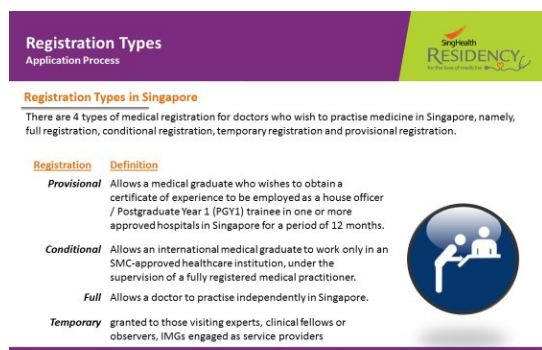 Registration Types
Application Process
SingHealth
RESIDENCY
for the love of medicine
Registration Types in Singapore
There are 4 types of medical registration for doctors who wish to practise medicine in Singapore, namely,
full registration, conditional registration, temporary registration and provisional registration.
Registration Definition
Provisional Allows a medical graduate who wishes to obtain a
certificate of experience to be employed as a house officer
/ Postgraduate Year 1 (PGY1) trainee in one or more
approved hospitals in Singapore for a period of 12 months.
Conditional Allows an international medical graduate to work only in an
SMC-approved healthcare institution, under the
supervision of a fully registered medical practitioner.
Full Allows a doctor to practise independently in Singapore.
Temporary granted to those visiting experts, clinical fellows or
observers, IMGs engaged as service providers